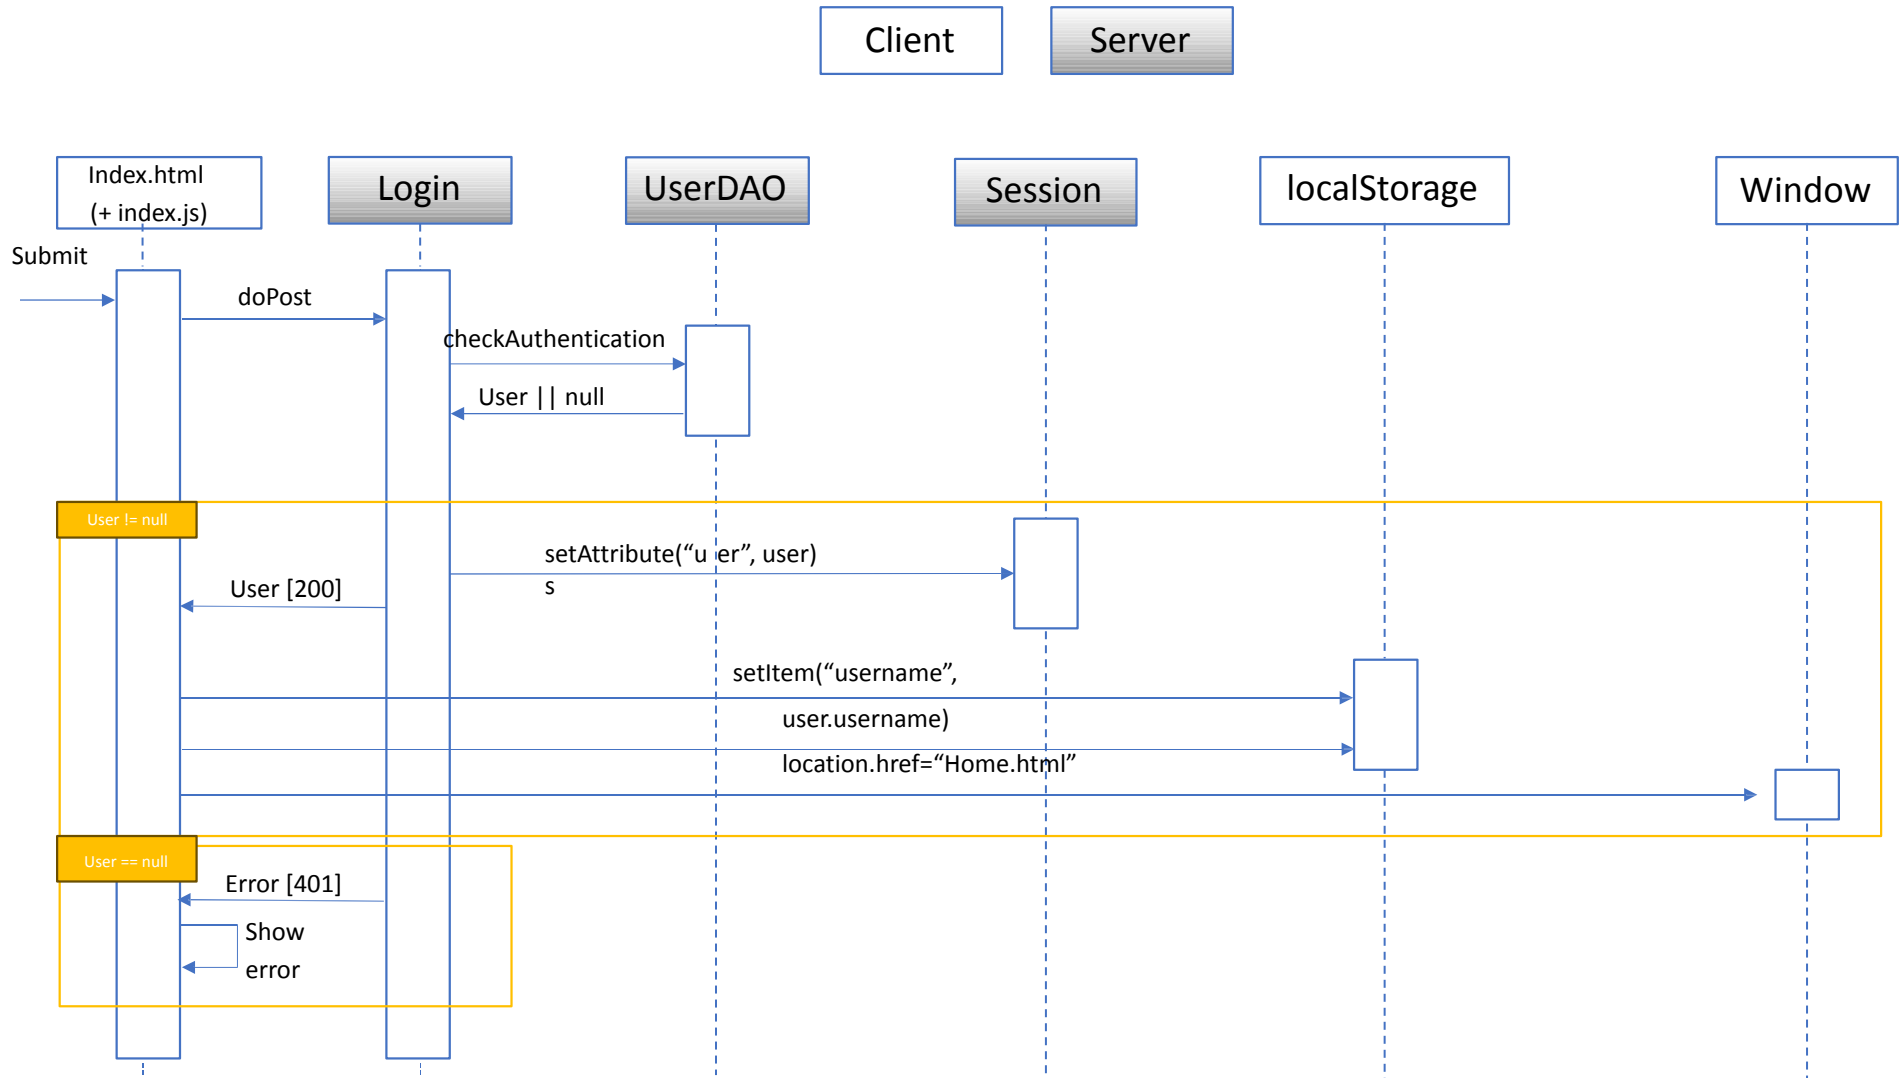 Client
Server
Index.html
(+ index.js)
Login
UserDAO
Session
localStorage
Window
Submit
doPost
checkAuthentication
User || null
User != null
setAttribute(“u er”, user)
s
User [200]
setItem(“username”,
user.username)
location.href=“Home.html”
User == null
Error [401]
Show
error